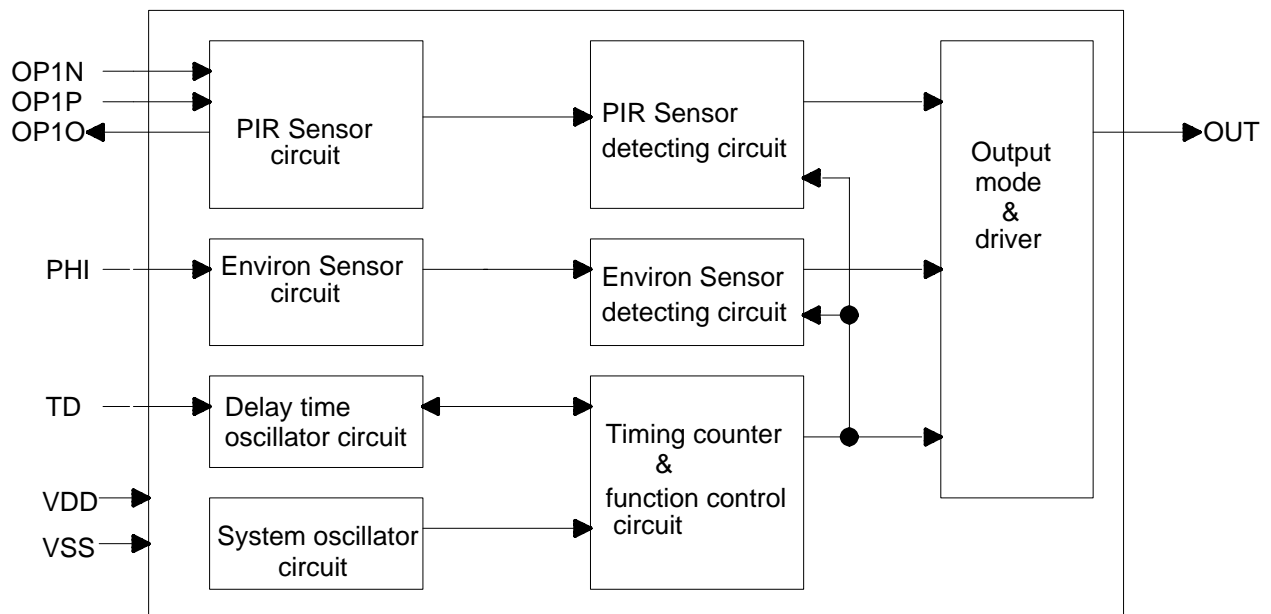 OP1N
OP1P
OP1O
PIR Sensor
circuit
PIR Sensor
detecting circuit
Output
mode
&
driver
OUT
PHI
Environ Sensor
circuit
Environ Sensor
detecting circuit
TD
Delay time
oscillator circuit
Timing counter
&
function control
circuit
VDD
VSS
System oscillator
circuit